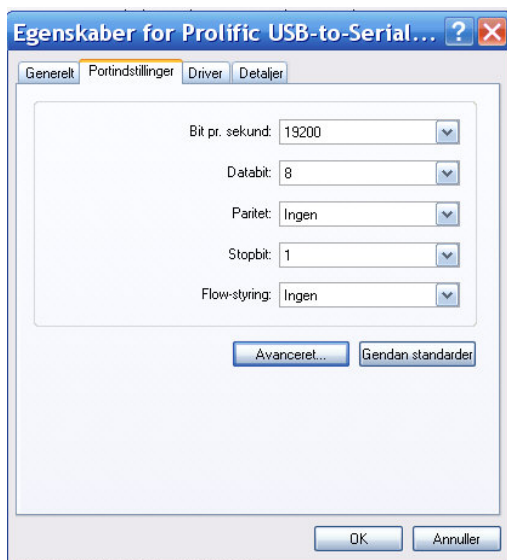 Egenskaber for Prolific USB-to-Serial...
Generelt Portindstillinger Driver Detaljer
Bit pr. sekund: 19200
Databit: 8
Paritet: Ingen
Stopbit: 1
Flow-styring: Ingen
Avanceret... Gendan standarder
OK Annuller